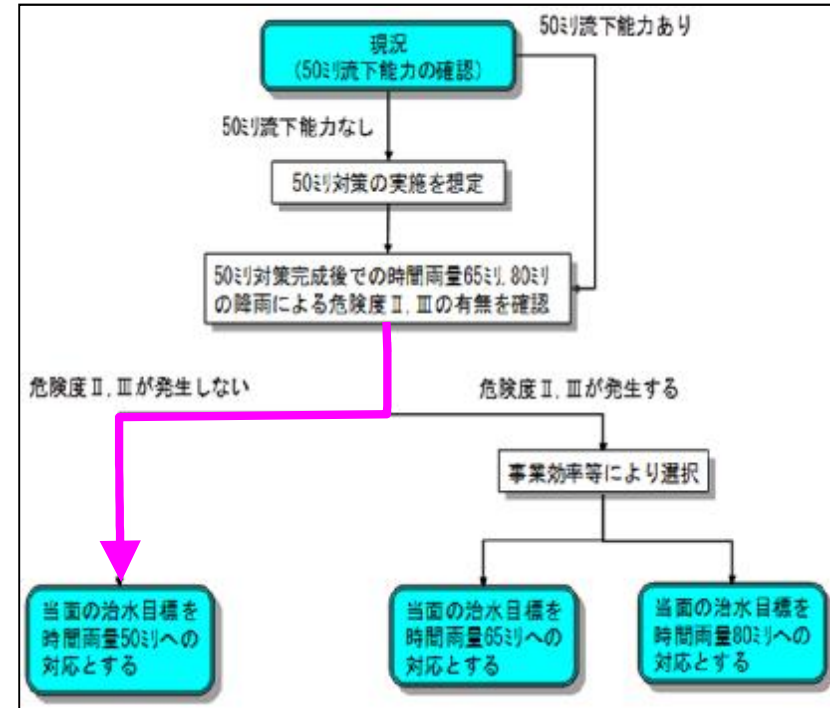 50ミリ流下能力あり
現況
(50ミリ流下能力の確認)
50ミリ流下能力なし
50ミリ対策の実施を想定
50ミリ対策完成後での時間雨量65ミリ,80ミリ
の降雨による危険度Ⅱ,Ⅲの有無を確認
危険度Ⅱ,Ⅲが発生しない
危険度Ⅱ,Ⅲが発生する
事業効率等により選択
当面の治水目標を
時間雨量50ミリへの
対応とする
当面の治水目標を
時間雨量65ミリへの
対応とする
当面の治水目標を
時間雨量80ミリへの
対応とする